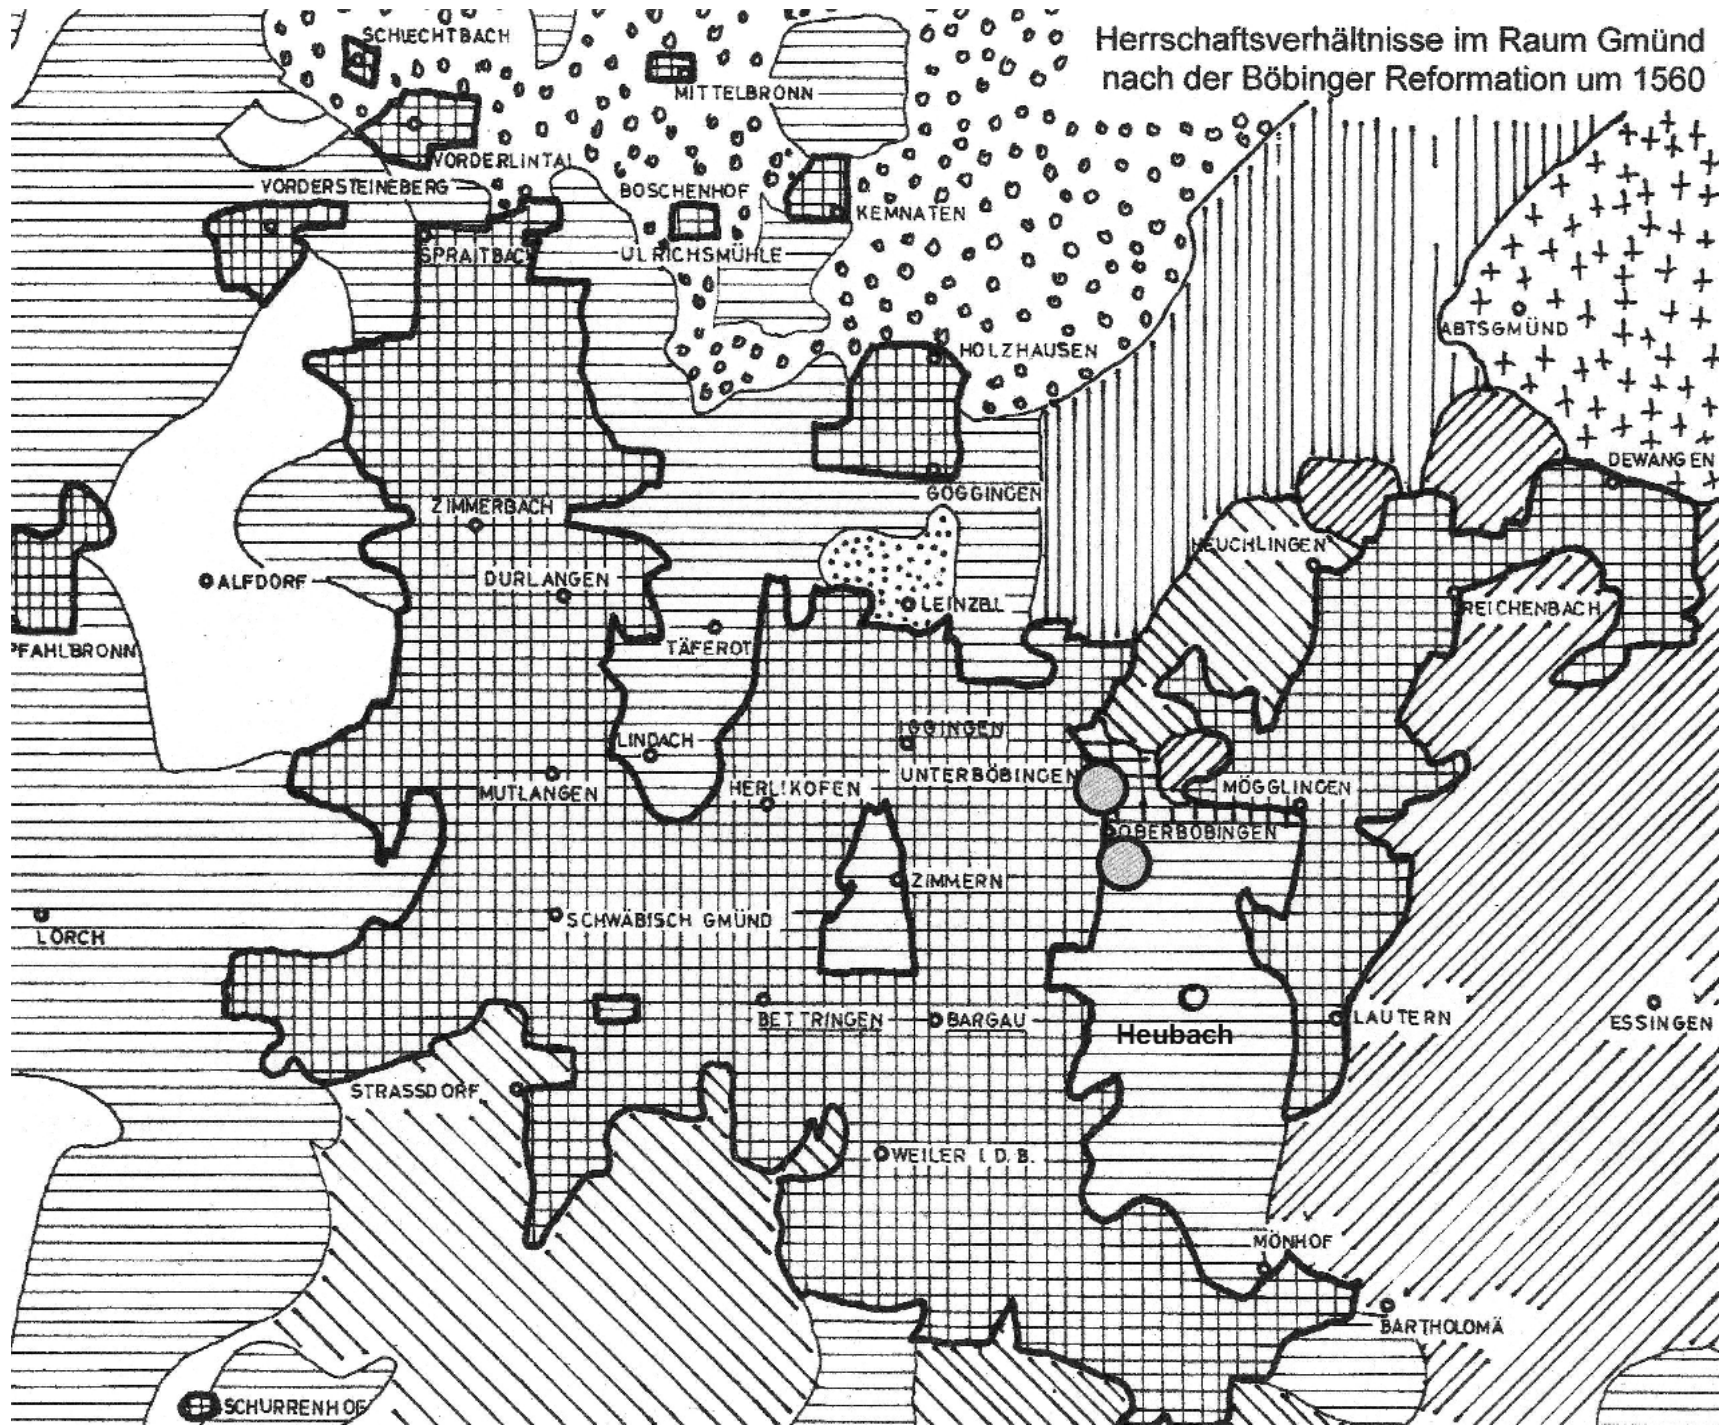 Herrschaftsverhältnisse im Raum Gmünd
nach der Böbinger Reformation um 1560
SCHLECHTBACH
MITTELBRONN
VORDERLINTAL
VORDERSTEINEBERG
BOSCHENHOF
KEMNATEN
SPRAITBACH
ULRICHSMÜHLE
ABTSGMÜND
HOLZHAUSEN
DEWANGEN
GÖGGINGEN
ZIMMERBACH
HEUCHLINGEN
ALFDORF
DURLANGEN
LEINZELL
REICHENBACH
TÄFEROT
PFAHLBRONN
IGGINGEN
LINDACH
UNTERBÖBINGEN
MUTLANGEN
HERLIKOFEN
MÖGGLINGEN
OBERBÖBINGEN
ZIMMERN
SCHWÄBISCH GMÜND
LORCH
BETTRINGEN
BARGAU
LAUTERN
ESSINGEN
Heubach
STRASSDORF
WEILER I. D. B.
MÖNHOF
BARTHOLOMÄ
SCHURRENHOF